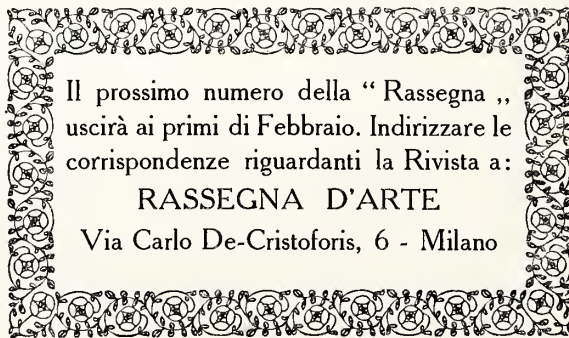 Il prossimo numero della “ Rassegna „
uscirà ai primi di Febbraio. Indirizzare le
corrispondenze riguardanti la Rivista a:
RASSEGNA D'ARTE
Via Carlo De-Cristoforis, 6 - Milano